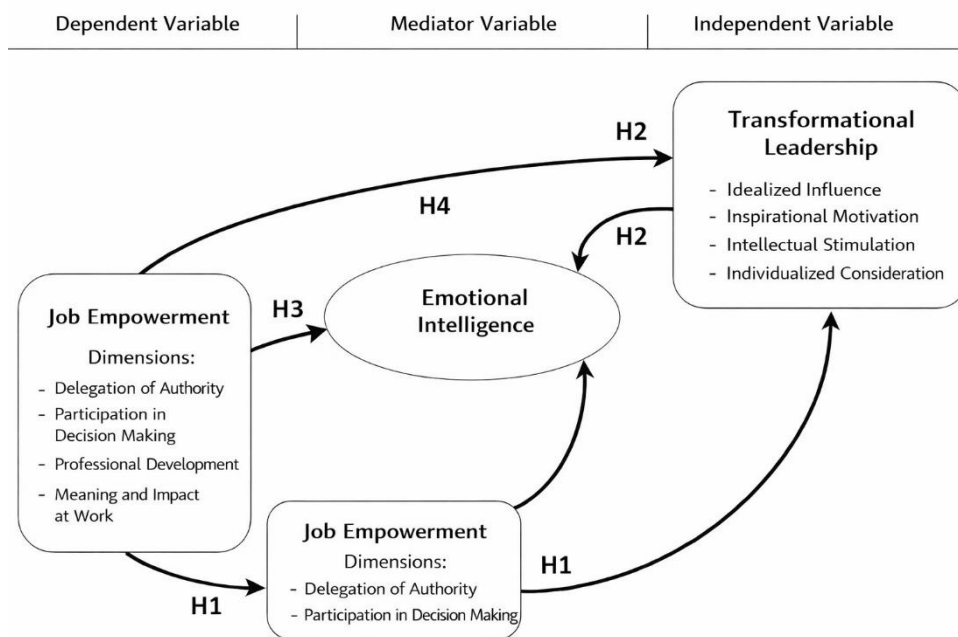 Dependent Variable
Mediator Variable
Independent Variable
H2
H4
Transformational
Leadership
- Idealized Influence
- Inspirational Motivation
- Intellectual Stimulation
- Individualized Consideration
H2
Emotional
Intelligence
H3
Job Empowerment
Dimensions:
- Delegation of Authority
- Participation in
Decision Making
- Professional Development
- Meaning and Impact
at Work
H1
Job Empowerment
Dimensions:
- Delegation of Authority
- Participation in Decision Making
H1